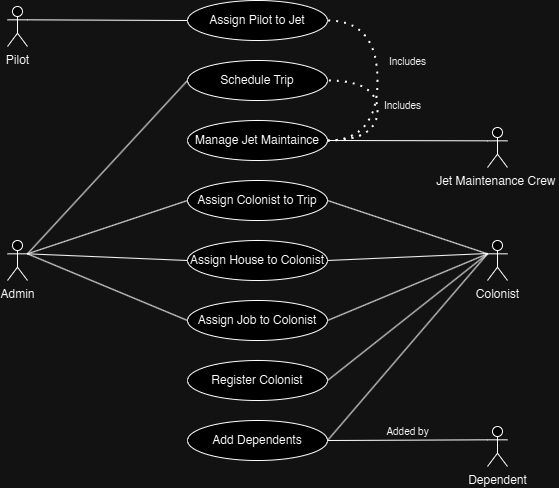 Assign Pilot to Jet
Pilot
Includes
Schedule Trip
Includes
Manage Jet Maintaince
Jet Maintenance Crew
Assign Colonist to Trip
Assign House to Colonist
Admin
Colonist
Assign Job to Colonist
Register Colonist
Added by
Add Dependents
Dependent